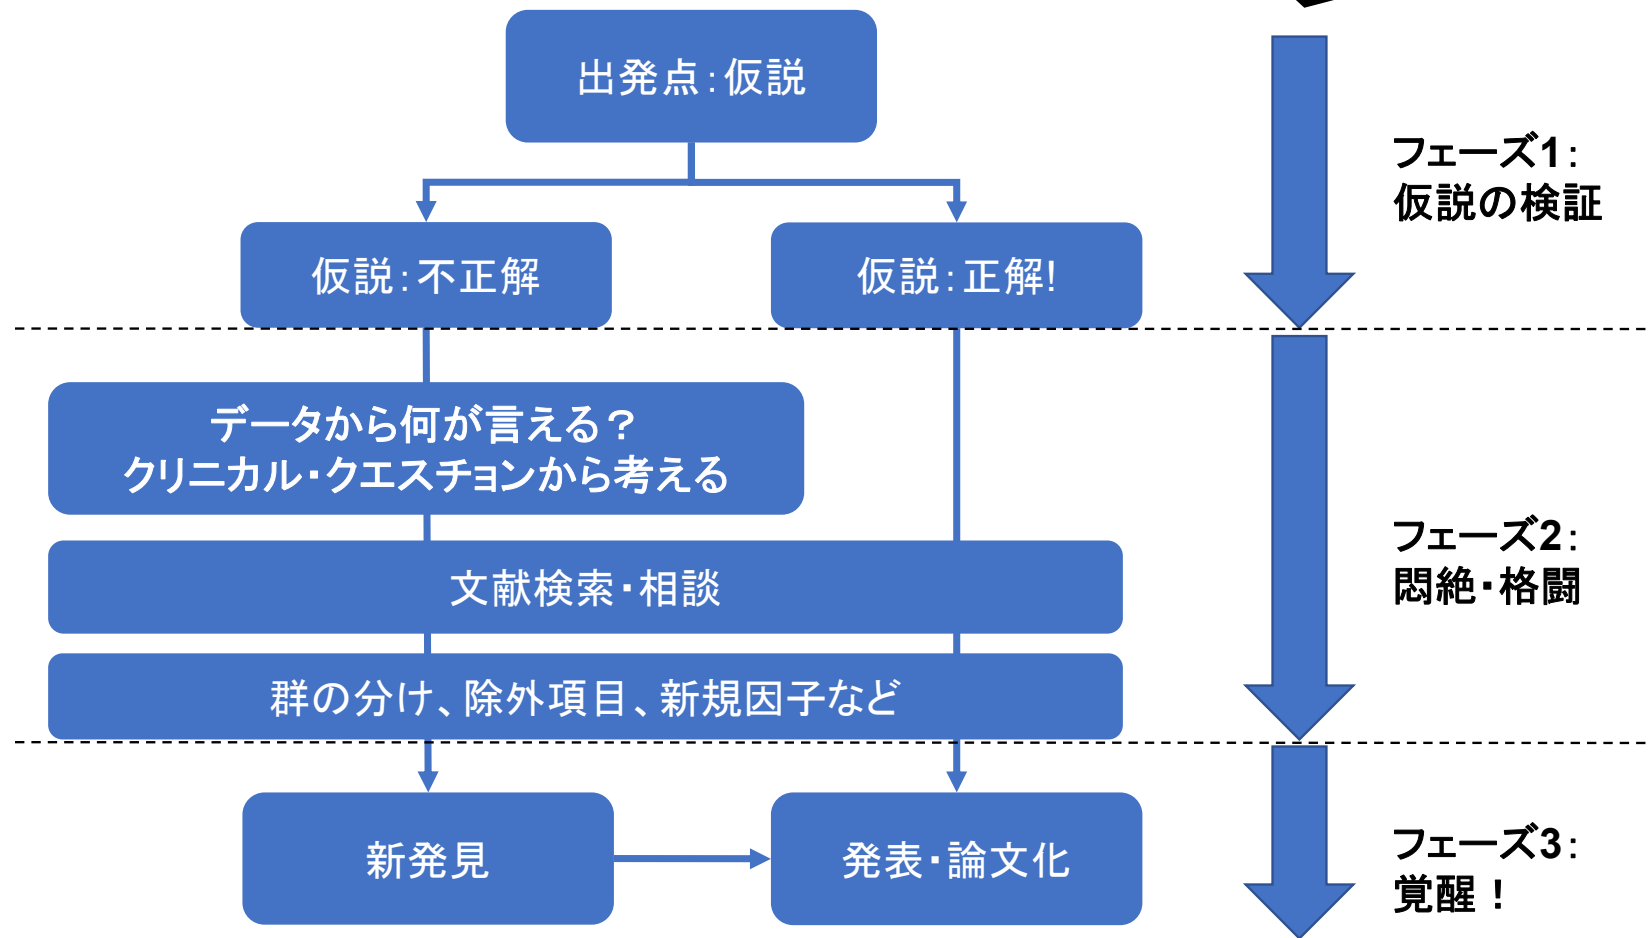 出発点：仮説
フェーズ1：
仮説の検証
仮説：不正解
仮説：正解!
データから何が言える？
クリニカル・クエスチョンから考える
フェーズ2：
悶絶・格闘
文献検索・相談
群の分け、除外項目、新規因子など
フェーズ3：
覚醒！
新発見
発表・論文化